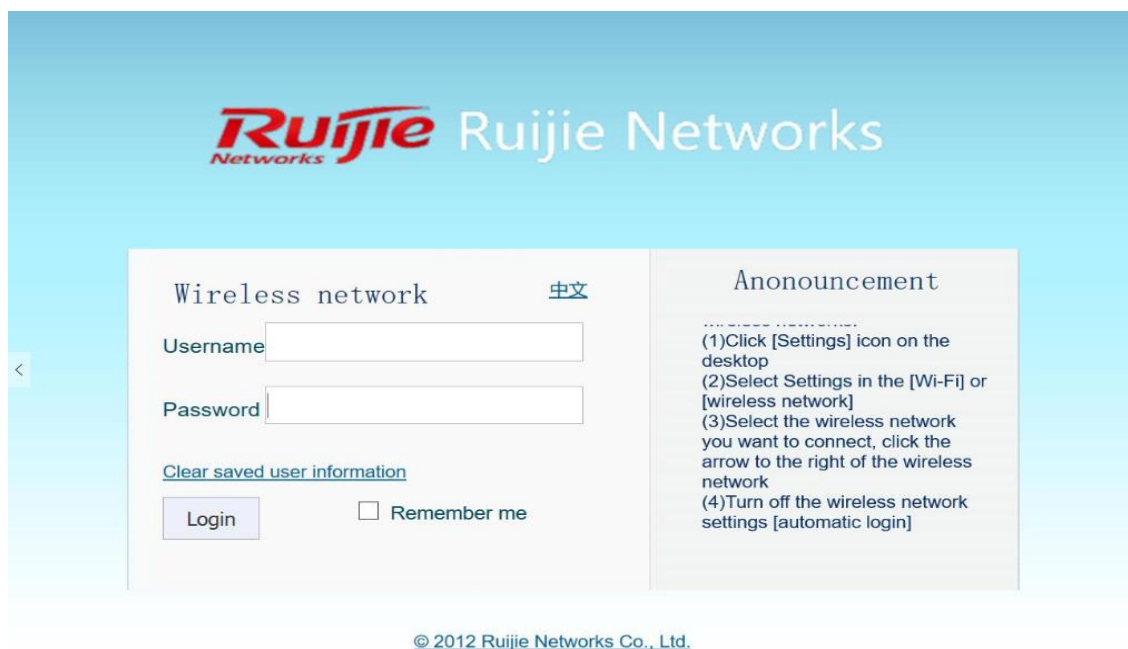 Ruijie
Networks
Ruijie Networks
Wireless network
中文
Username
Password
Clear saved user information
Login
Remember me
Anonouncement
(1)Click [Settings] icon on the
desktop
(2)Select Settings in the [Wi-Fi] or
[wireless network]
(3)Select the wireless network
you want to connect, click the
arrow to the right of the wireless
network
(4)Turn off the wireless network
settings [automatic login]
© 2012 Ruijie Networks Co., Ltd.